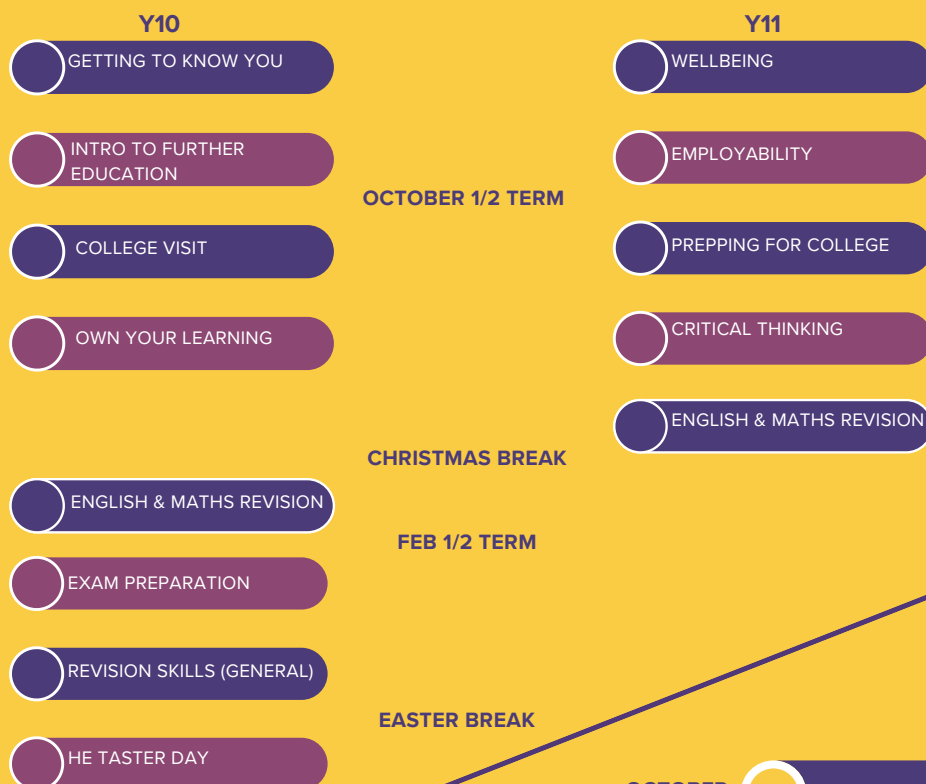 Y10
GETTING TO KNOW YOU
INTRO TO FURTHER
EDUCATION
COLLEGE VISIT
OWN YOUR LEARNING
ENGLISH & MATHS REVISION
EXAM PREPARATION
REVISION SKILLS (GENERAL)
HE TASTER DAY
OCTOBER 1/2 TERM
CHRISTMAS BREAK
FEB 1/2 TERM
EASTER BREAK
Y11
WELLBEING
EMPLOYABILITY
PREPPING FOR COLLEGE
CRITICAL THINKING
ENGLISH & MATHS REVISION
OCTOBER